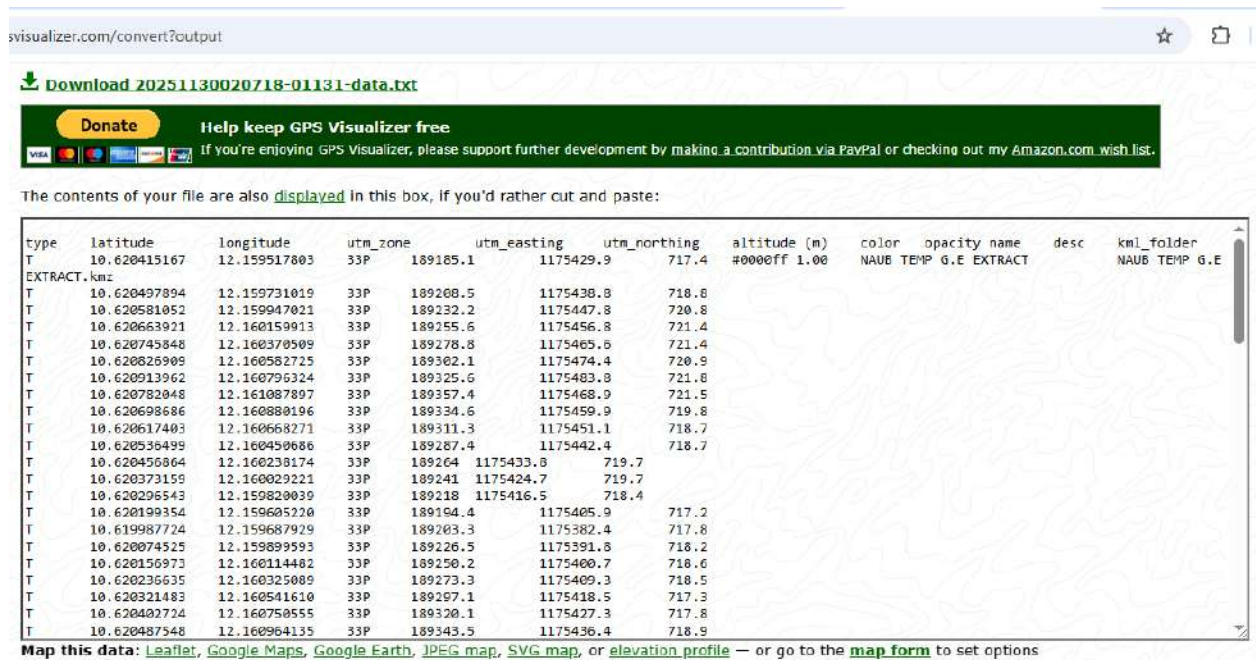 svisualizer.com/convert?output
Download 20251130020718-01131-data.txt
Donate
Help keep GPS Visualizer free
VISA
If you're enjoying GPS Visualizer, please support further development by making a contribution via PayPal or checking out my Amazon.com wish list.
The contents of your file are also displayed in this box, if you'd rather cut and paste:
type latitude longitude utm_zone utm_easting utm_northing altitude (m) color opacity name desc kml_folder
T 10.620415167 12.159517803 33P 189185.1 1175429.9 717.4 #0000ff 1.00 NAUB TEMP G.E EXTRACT NAUB TEMP G.E
EXTRACT.kmz
T 10.620497894 12.159731019 33P 189208.5 1175438.8 718.8
T 10.620581052 12.159947021 33P 189232.2 1175447.8 720.8
T 10.620663921 12.160159913 33P 189255.6 1175456.8 721.4
T 10.620745848 12.160370509 33P 189278.8 1175465.6 721.4
T 10.620826909 12.160582725 33P 189302.1 1175474.4 720.9
T 10.620913962 12.160796324 33P 189325.6 1175483.8 721.8
T 10.620782048 12.161087897 33P 189357.4 1175468.9 721.5
T 10.620698686 12.160880196 33P 189334.6 1175459.9 719.8
T 10.620617403 12.160668271 33P 189311.3 1175451.1 718.7
T 10.620536499 12.160450686 33P 189287.4 1175442.4 718.7
T 10.620456864 12.160238174 33P 189264 1175433.8 719.7
T 10.620373159 12.160029221 33P 189241 1175424.7 719.7
T 10.620296543 12.159820039 33P 189218 1175416.5 718.4
T 10.620199354 12.159605220 33P 189194.4 1175405.9 717.2
T 10.619987724 12.159687929 33P 189203.3 1175382.4 717.8
T 10.620074525 12.159899593 33P 189226.5 1175391.8 718.2
T 10.620156973 12.160114482 33P 189250.2 1175400.7 718.6
T 10.620236635 12.160325089 33P 189273.3 1175409.3 718.5
T 10.620321483 12.160541610 33P 189297.1 1175418.5 717.3
T 10.620402724 12.160750555 33P 189320.1 1175427.3 717.8
T 10.620487548 12.160964135 33P 189343.5 1175436.4 718.9
Map this data: Leaflet, Google Maps, Google Earth, JPEG map, SVG map, or elevation profile — or go to the map form to set options